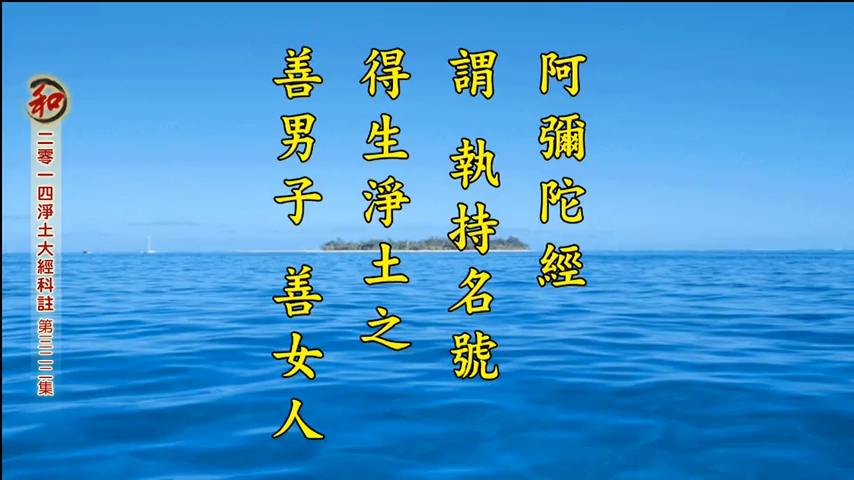 阿彌陀經
謂 執持名號
得生淨土之
善男子 善女人
和
二零一四淨土大經科註 第三二二集